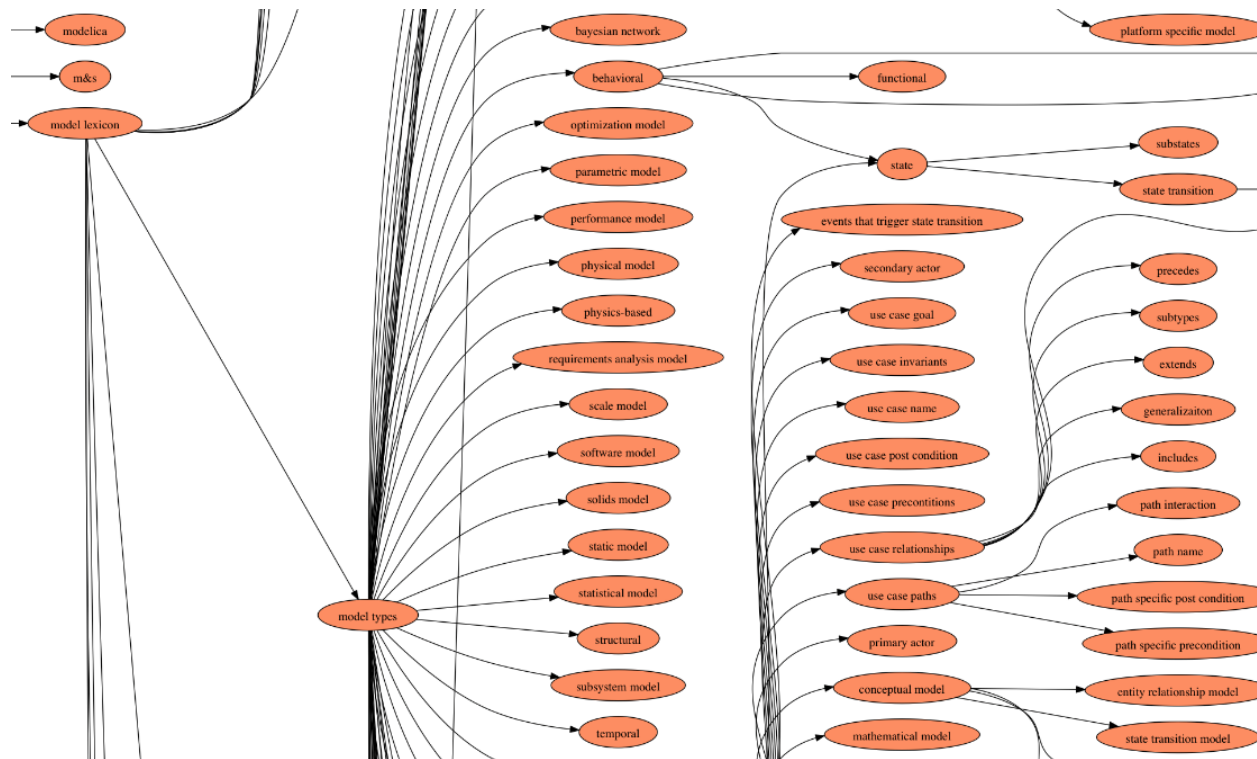 modelica
m&s
model lexicon
model types
bayesian network
behavioral
optimization model
parametric model
performance model
physical model
physics-based
requirements analysis model
scale model
software model
solids model
static model
statistical model
structural
subsystem model
temporal
functional
state
events that trigger state transition
secondary actor
use case goal
use case invariants
use case name
use case post condition
use case precontitions
use case relationships
use case paths
primary actor
conceptual model
mathematical model
platform specific model
substates
state transition
precedes
subtypes
extends
generalizaiton
includes
path interaction
path name
path specific post condition
path specific precondition
entity relationship model
state transition model